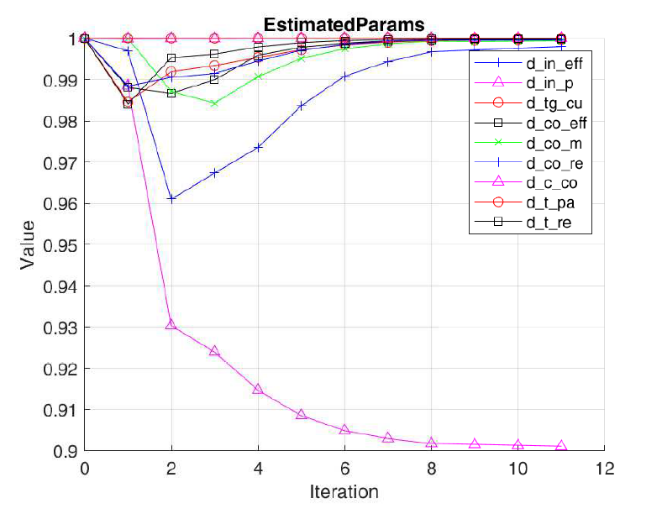 EstimatedParams
1
0.99
0.98
0.97
0.96
0.95
0.94
0.93
0.92
0.91
0.9
Value
0
2
4
6
8
10
12
Iteration
d_in_eff
d_in_p
d_tg_cu
d_co_eff
d_co_m
d_co_re
d_c_co
d_t_pa
d_t_re